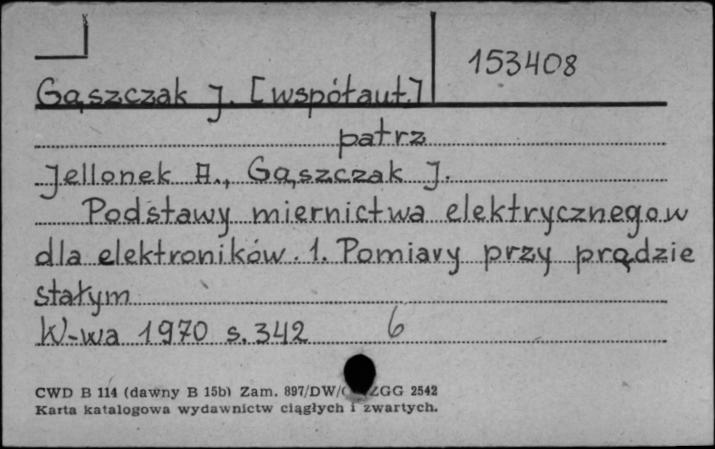 153408
Gąszczak J. [współaut.]
patrz
Jellonek A., Gąszczak J.
Podstawy miernictwa elektrycznego w
dla elektroników. 1. Pomiary przy prądzie
stałym
W-wa 1970 s. 342 6
CWD B 114 (dawny B 15b) Zam. 897/DW/ ZGG 2542
Karta katalogowa wydawnictw ciągłych i zwartych.